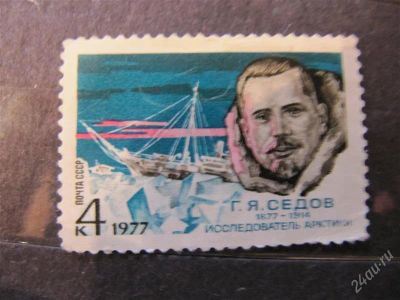 ПОЧТА СССР
4 К 1977
Г.Я.СЕДОВ
1877-1914
ИССЛЕДОВАТЕЛЬ АРКТИКИ
24au.ru